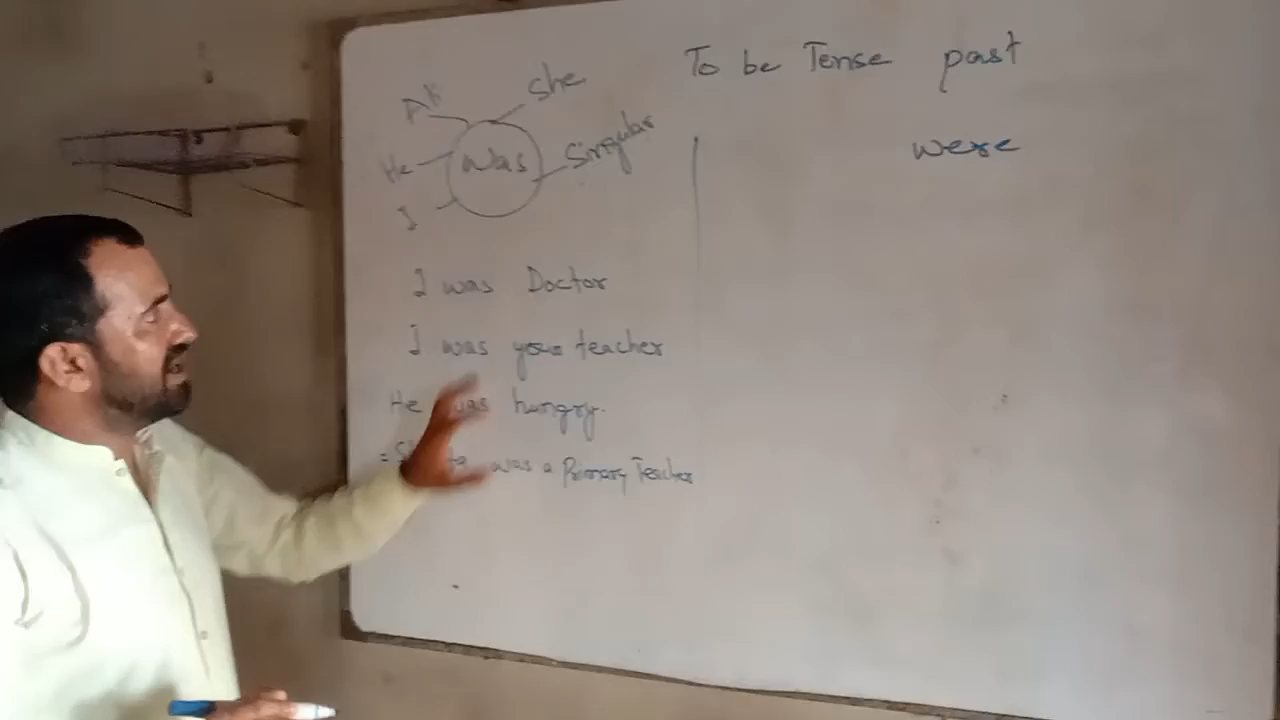 To be Tense past
She
Was
Singular
He
I
were
I was Doctor
I was your teacher
He was hungry.
was a Primary Teacher